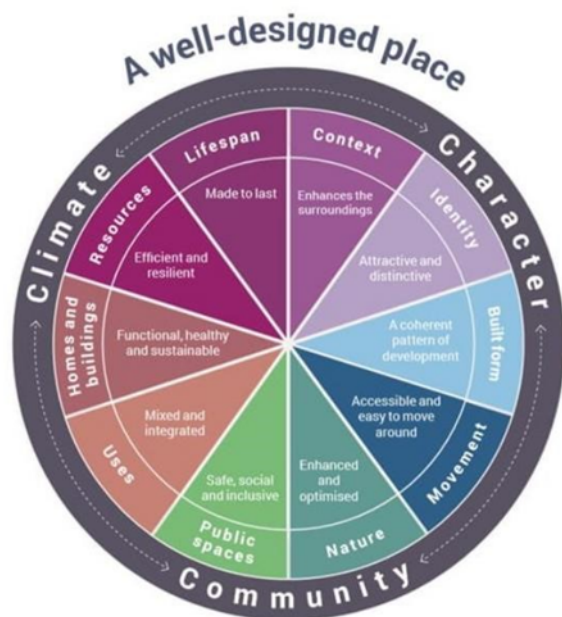 A well-designed place
Climate
Character
Community
Context
Enhances the
surroundings
Identity
Attractive and
distinctive
Built form
A coherent
pattern of
development
Movement
Accessible and
easy to move
around
Nature
Enhanced
and
optimised
Public
spaces
Safe, social
and inclusive
Uses
Mixed and
integrated
Homes and
buildings
Functional, healthy
and sustainable
Resources
Efficient and
resilient
Lifespan
Made to last